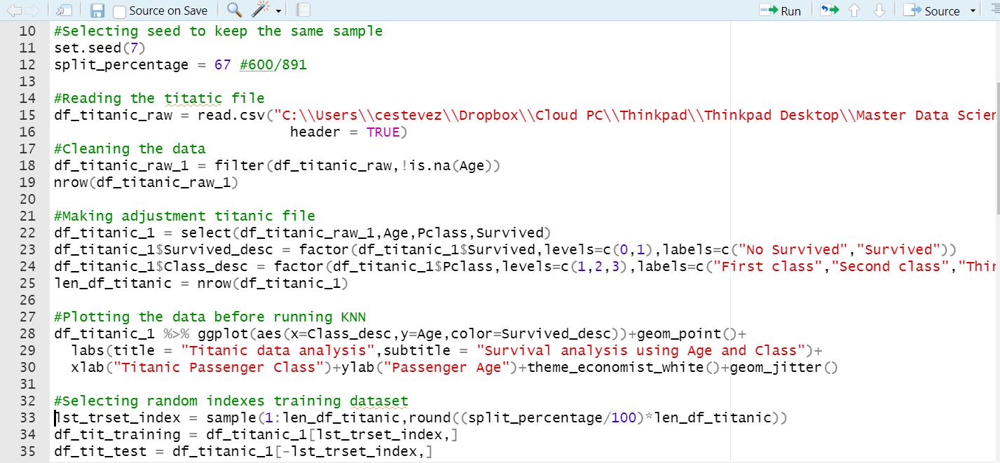 Source on Save Run Source
10 #Selecting seed to keep the same sample
11 set.seed(7)
12 split_percentage = 67 #600/891
13
14 #Reading the titatic file
15 df_titanic_raw = read.csv("C:\\Users\\cestevez\\Dropbox\\Cloud PC\\Thinkpad\\Thinkpad Desktop\\Master Data Scien
16 header = TRUE)
17 #Cleaning the data
18 df_titanic_raw_1 = filter(df_titanic_raw,!is.na(Age))
19 nrow(df_titanic_raw_1)
20
21 #Making adjustment titanic file
22 df_titanic_1 = select(df_titanic_raw_1,Age,Pclass,Survived)
23 df_titanic_1$Survived_desc = factor(df_titanic_1$Survived,levels=c(0,1),labels=c("No Survived","Survived"))
24 df_titanic_1$Class_desc = factor(df_titanic_1$Pclass,levels=c(1,2,3),labels=c("First class","Second class","Thir
25 len_df_titanic = nrow(df_titanic_1)
26
27 #Plotting the data before running KNN
28 df_titanic_1 %>% ggplot(aes(x=Class_desc,y=Age,color=Survived_desc))+geom_point()+
29 labs(title = "Titanic data analysis",subtitle = "Survival analysis using Age and Class")+
30 xlab("Titanic Passenger Class")+ylab("Passenger Age")+theme_economist_white()+geom_jitter()
31
32 #Selecting random indexes training dataset
33 lst_trset_index = sample(1:len_df_titanic,round((split_percentage/100)*len_df_titanic))
34 df_tit_training = df_titanic_1[lst_trset_index,]
35 df_tit_test = df_titanic_1[-lst_trset_index,]